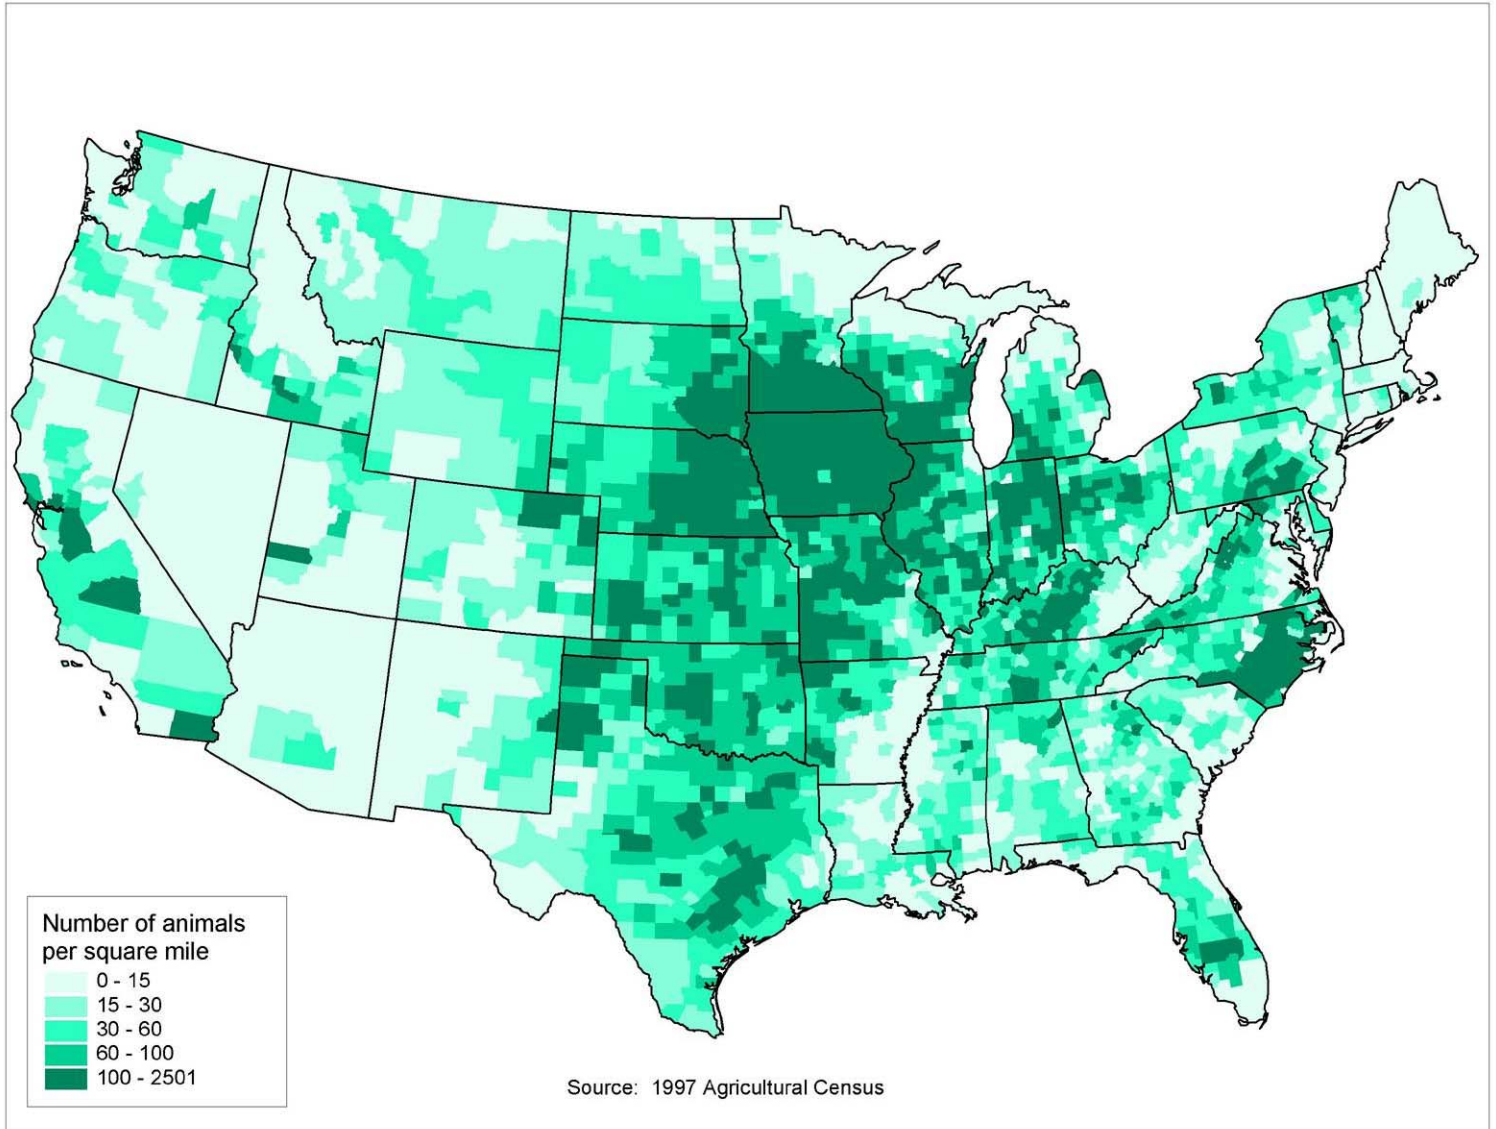 Number of animals
per square mile
0 - 15
15 - 30
30 - 60
60 - 100
100 - 2501
Source: 1997 Agricultural Census